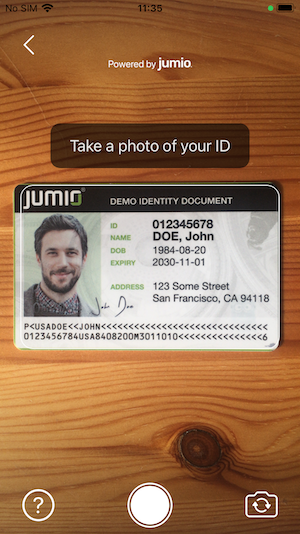 No SIM 11:35
Powered by jumio.
Take a photo of your ID
JUMIO® DEMO IDENTITY DOCUMENT
ID 012345678
NAME DOE, John
DOB 1984-08-20
EXPIRY 2030-11-01
ADDRESS 123 Some Street
San Francisco, CA 94118
John Doe
P<USADOE<<JOHN<<<<<<<<<<<<<<<<<<<<<<<<<<<<<<
0123456784USA8408200M3011010<<<<<<<<<<<<<<<6
?